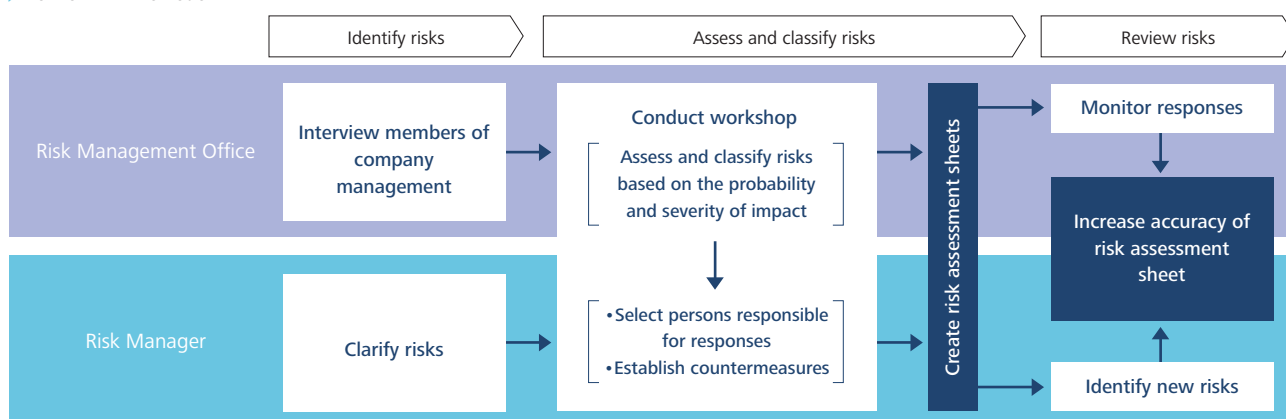 Identify risks
Assess and classify risks
Review risks
Risk Management Office
Interview members of
company
management
Conduct workshop
Assess and classify risks
based on the probability
and severity of impact
Create risk assessment sheets
Monitor responses
Increase accuracy of
risk assessment
sheet
Risk Manager
Clarify risks
•Select persons responsible
for responses
•Establish countermeasures
Identify new risks